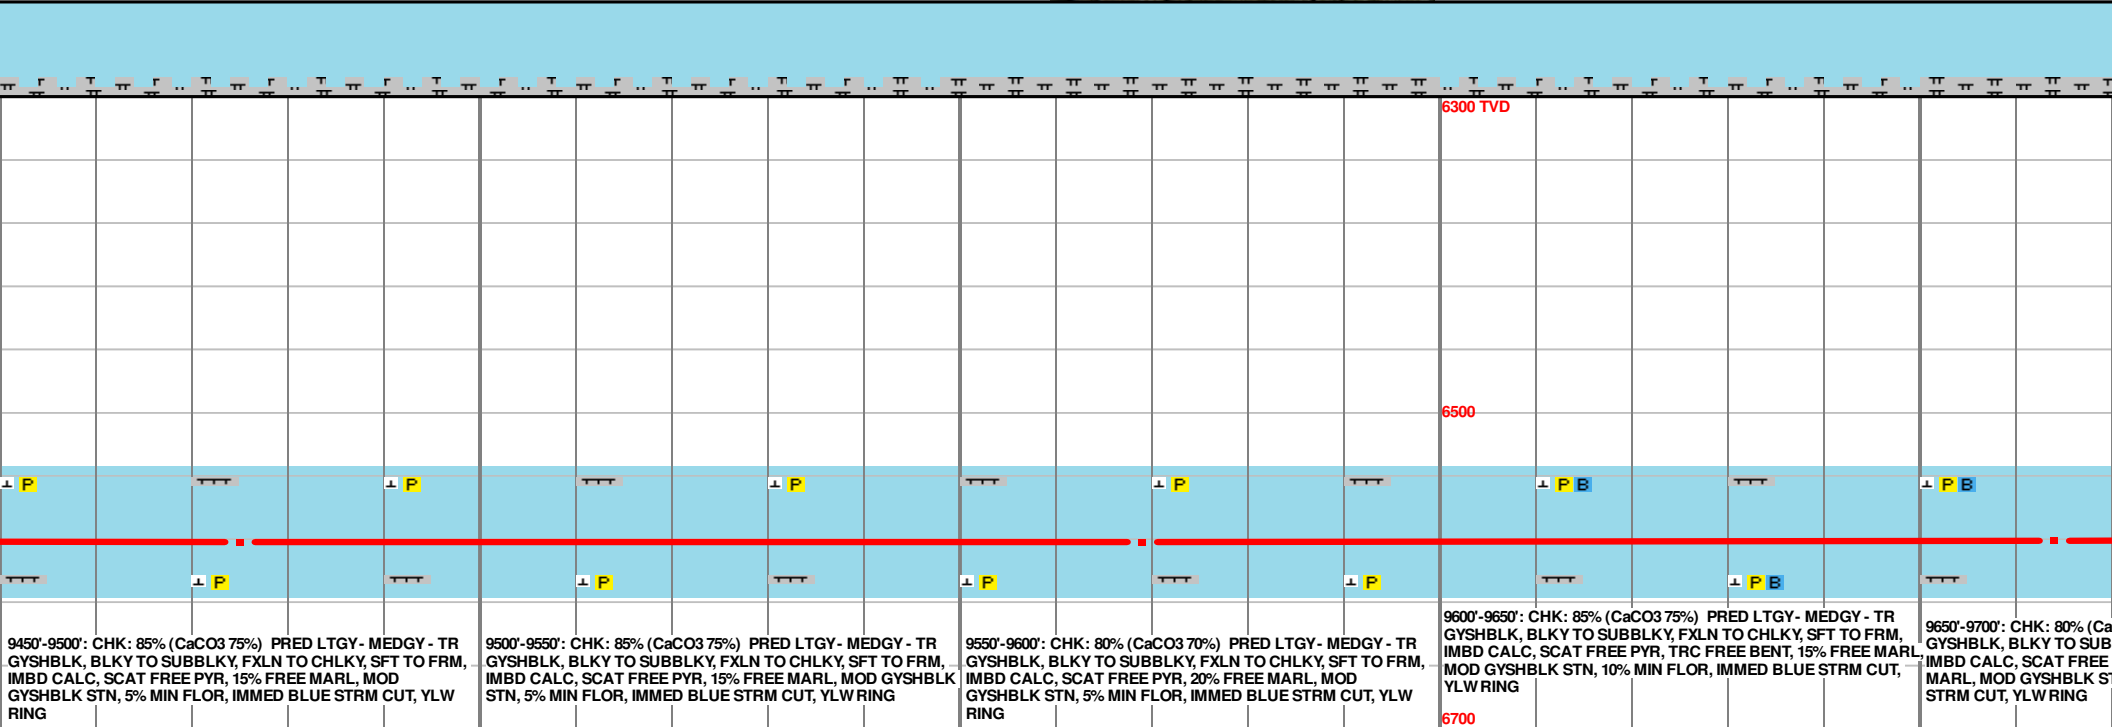 6300 TVD
6500
P
P
P
P
P B
P B
P
P
P
P
P B
9450'-9500': CHK: 85% (CaCO3 75%) PRED LTGY - MEDGY - TR
GYSHBLK, BLKY TO SUBBLKY, FXLN TO CHLKY, SFT TO FRM,
IMBD CALC, SCAT FREE PYR, 15% FREE MARL, MOD
GYSHBLK STN, 5% MIN FLOR, IMMED BLUE STRM CUT, YLW
RING
9500'-9550': CHK: 85% (CaCO3 75%) PRED LTGY - MEDGY - TR
GYSHBLK, BLKY TO SUBBLKY, FXLN TO CHLKY, SFT TO FRM,
IMBD CALC, SCAT FREE PYR, 15% FREE MARL, MOD GYSHBLK
STN, 5% MIN FLOR, IMMED BLUE STRM CUT, YLW RING
9550'-9600': CHK: 80% (CaCO3 70%) PRED LTGY - MEDGY - TR
GYSHBLK, BLKY TO SUBBLKY, FXLN TO CHLKY, SFT TO FRM,
IMBD CALC, SCAT FREE PYR, 20% FREE MARL, MOD
GYSHBLK STN, 5% MIN FLOR, IMMED BLUE STRM CUT, YLW
RING
9600'-9650': CHK: 85% (CaCO3 75%) PRED LTGY - MEDGY - TR
GYSHBLK, BLKY TO SUBBLKY, FXLN TO CHLKY, SFT TO FRM,
IMBD CALC, SCAT FREE PYR, TRC FREE BENT, 15% FREE MARL,
MOD GYSHBLK STN, 10% MIN FLOR, IMMED BLUE STRM CUT,
YLW RING
9650'-9700': CHK: 80% (Ca
GYSHBLK, BLKY TO SUB
IMBD CALC, SCAT FREE
MARL, MOD GYSHBLK S
STRM CUT, YLW RING
6700